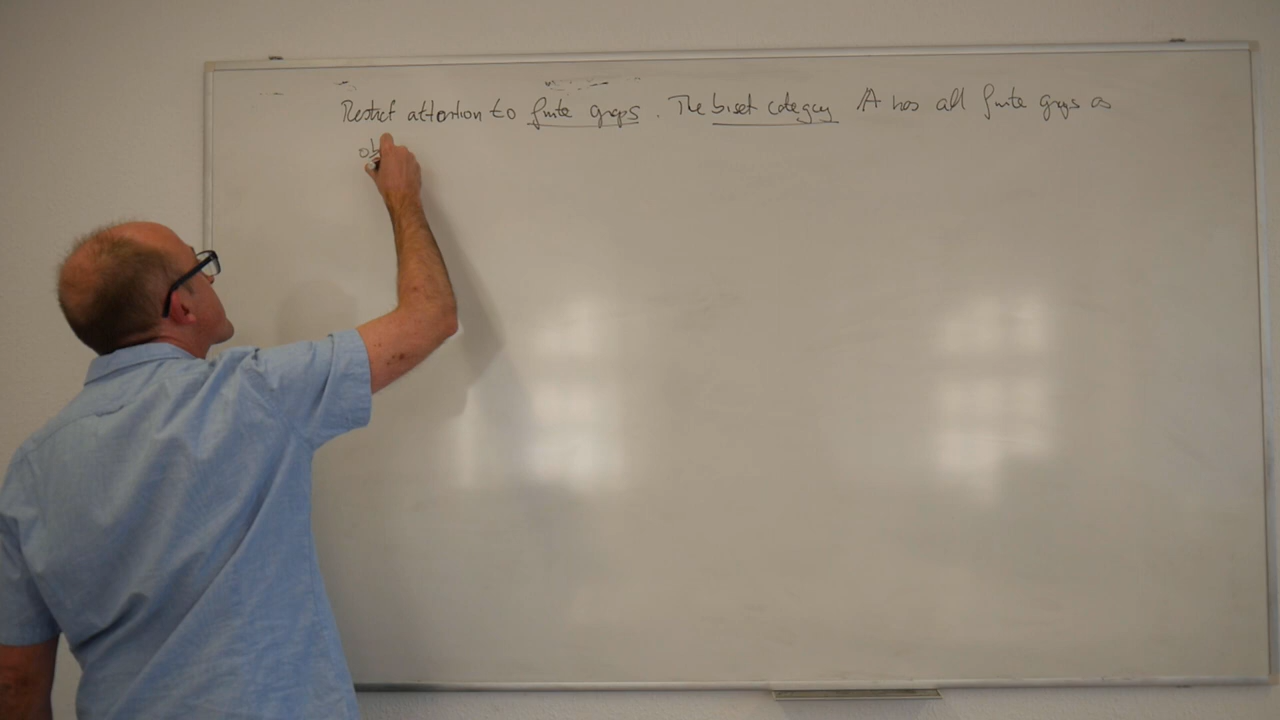 Restrict attention to finite groups. The biset category A has all finite groups as
ob